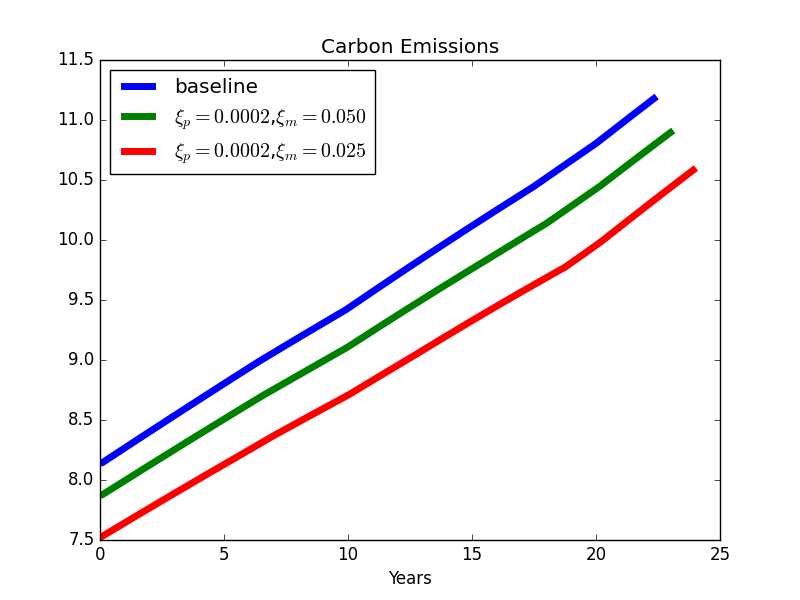 Carbon Emissions
11.5
11.0
10.5
10.0
9.5
9.0
8.5
8.0
7.5
baseline
ξp = 0.0002,ξm = 0.050
ξp = 0.0002,ξm = 0.025
0 5 10 15 20 25
Years